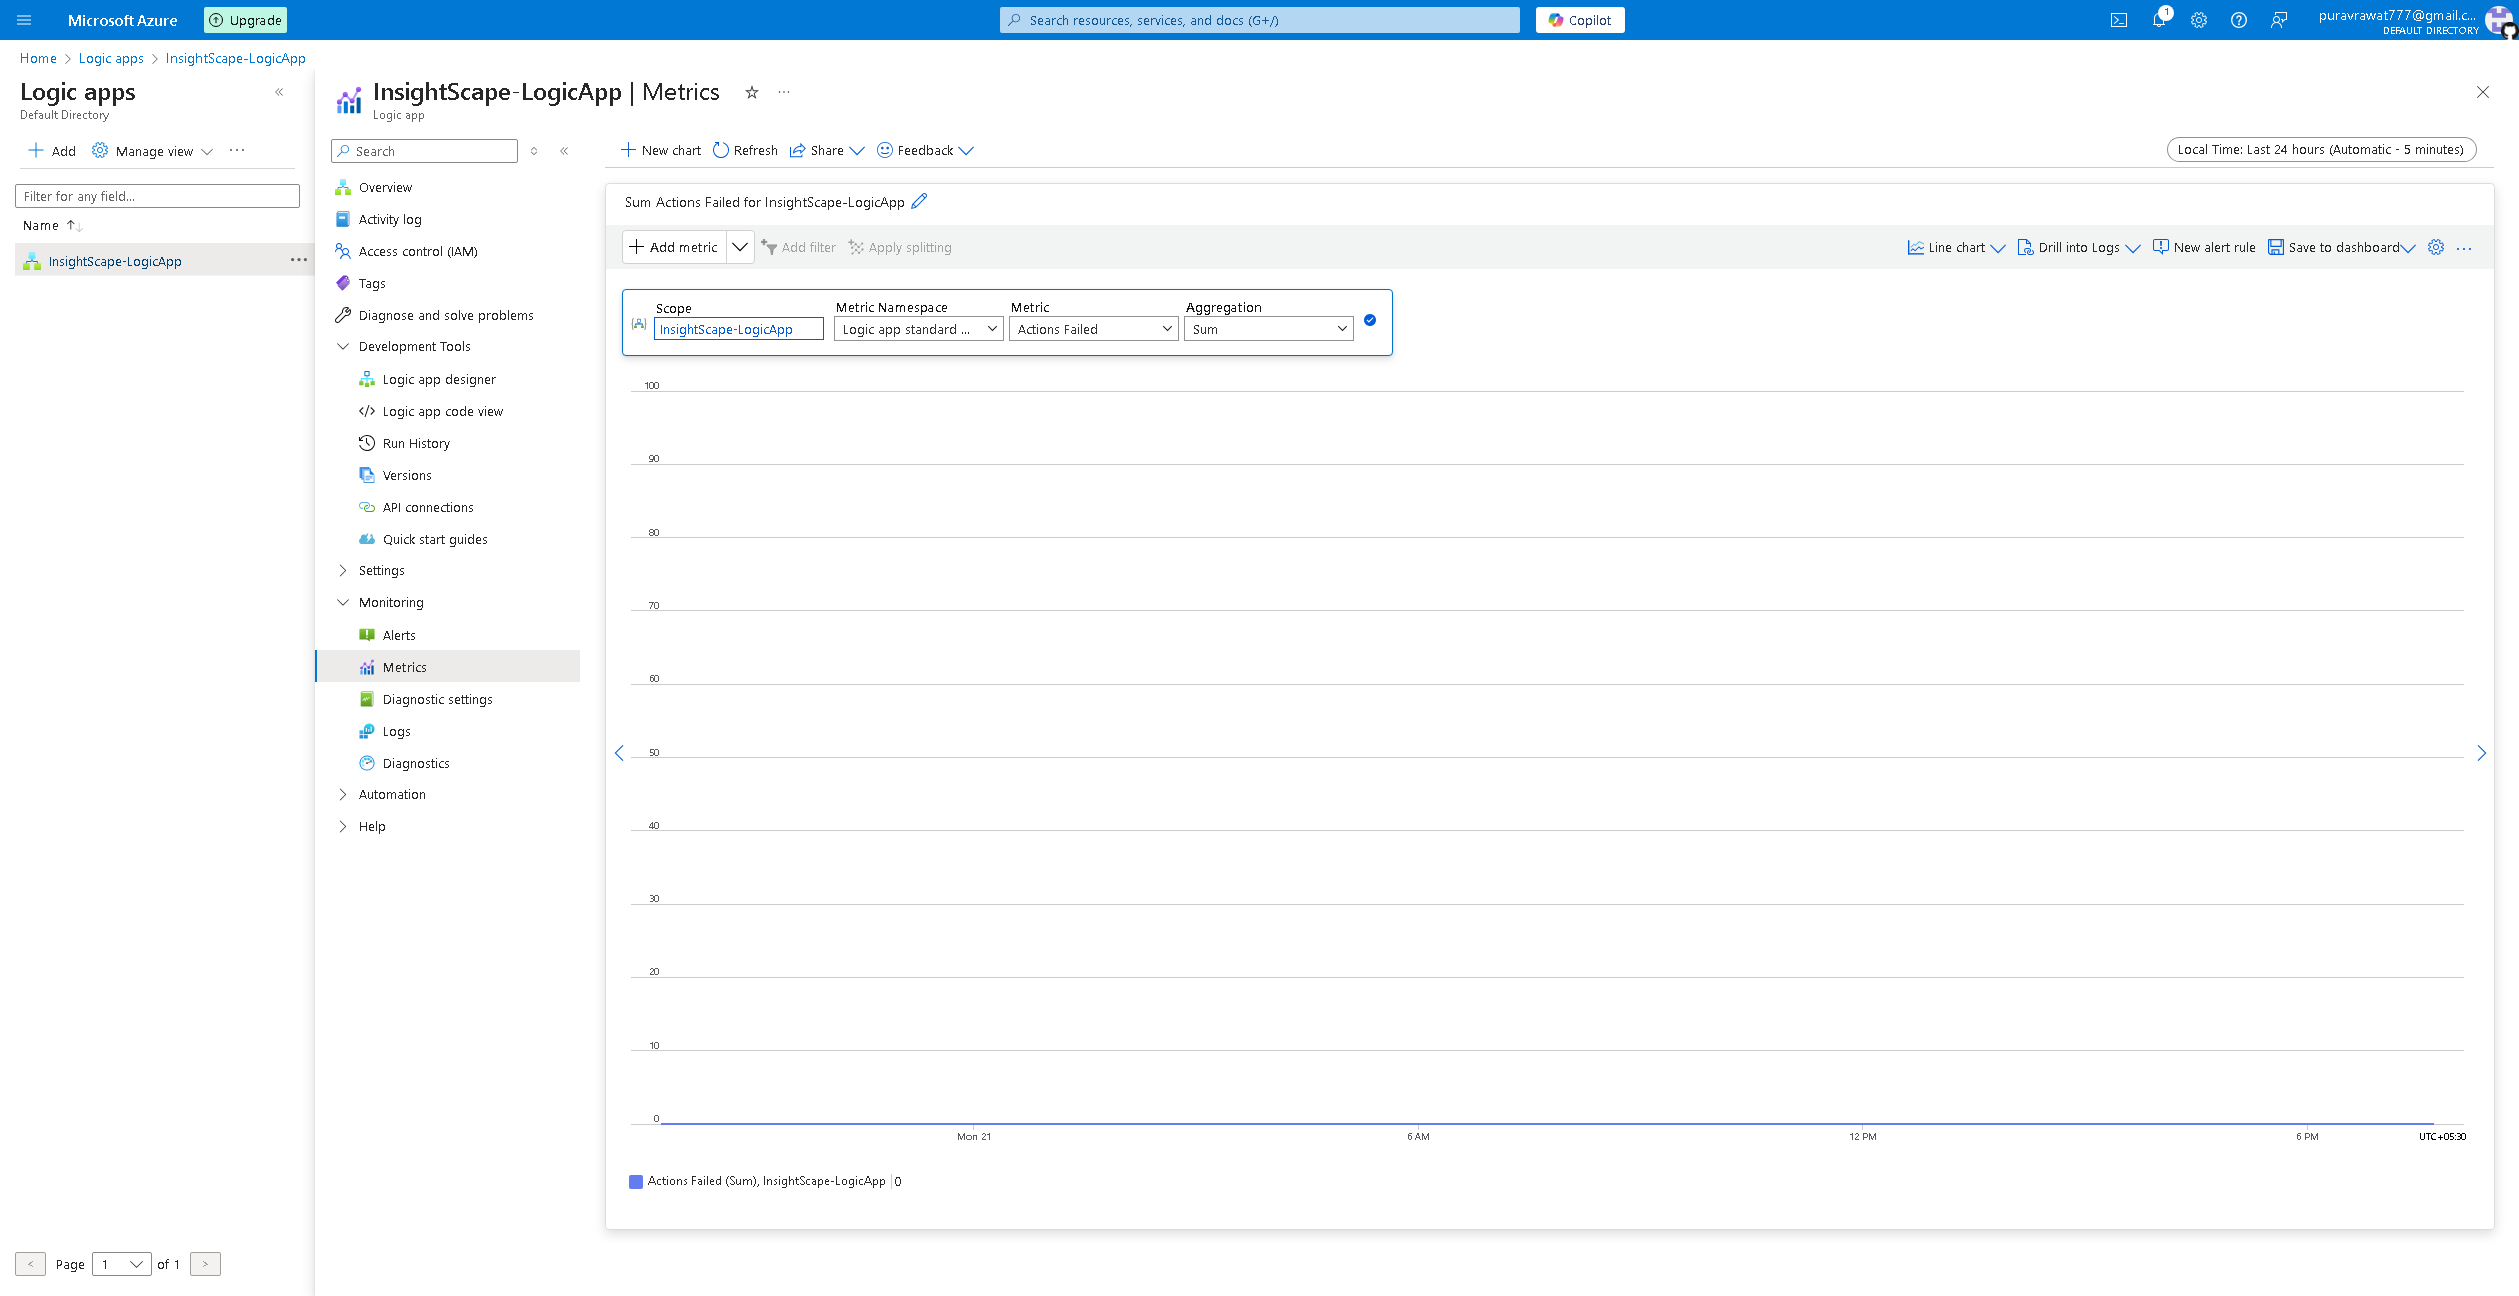 Microsoft Azure
Upgrade
Search resources, services, and docs (G+/)
Copilot
1
puravrawat777@gmail.c...
DEFAULT DIRECTORY
Home > Logic apps > InsightScape-LogicApp
Logic apps
Default Directory
Add
Manage view
Filter for any field...
Name
InsightScape-LogicApp
Page 1 of 1
InsightScape-LogicApp | Metrics
Logic app
Search
Overview
Activity log
Access control (IAM)
Tags
Diagnose and solve problems
Development Tools
Logic app designer
Logic app code view
Run History
Versions
API connections
Quick start guides
Settings
Monitoring
Alerts
Metrics
Diagnostic settings
Logs
Diagnostics
Automation
Help
New chart
Refresh
Share
Feedback
Local Time: Last 24 hours (Automatic - 5 minutes)
Sum Actions Failed for InsightScape-LogicApp
Add metric
Add filter
Apply splitting
Line chart
Drill into Logs
New alert rule
Save to dashboard
Scope
InsightScape-LogicApp
Metric Namespace
Logic app standard ...
Metric
Actions Failed
Aggregation
Sum
100
90
80
70
60
50
40
30
20
10
0
Mon 21
6 AM
12 PM
6 PM
UTC+05:30
Actions Failed (Sum), InsightScape-LogicApp | 0